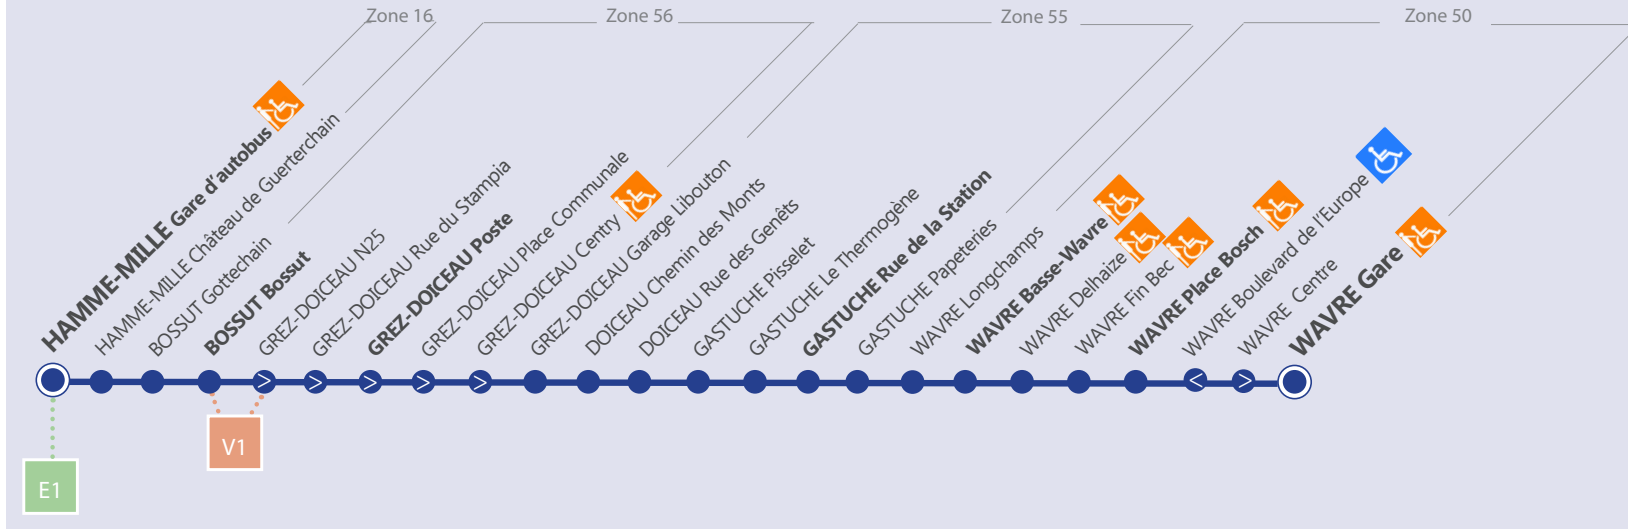 Zone 16
Zone 56
Zone 55
Zone 50
HAMME-MILLE Gare d'autobus
HAMME-MILLE Château de Guerterchain
BOSSUT Gottechain
BOSSUT Bossut
GREZ-DOICEAU N25
GREZ-DOICEAU Rue du Stampia
GREZ-DOICEAU Poste
GREZ-DOICEAU Place Communale
GREZ-DOICEAU Centry
GREZ-DOICEAU Garage Libouton
DOICEAU Chemin des Monts
DOICEAU Rue des Genêts
GASTUCHE Pisselet
GASTUCHE Le Thermogène
GASTUCHE Rue de la Station
GASTUCHE Papeteries
WAVRE Longchamps
WAVRE Basse-Wavre
WAVRE Delhaize
WAVRE Fin Bec
WAVRE Place Bosch
WAVRE Boulevard de l'Europe
WAVRE Centre
WAVRE Gare
> > > > > < >
V1
E1